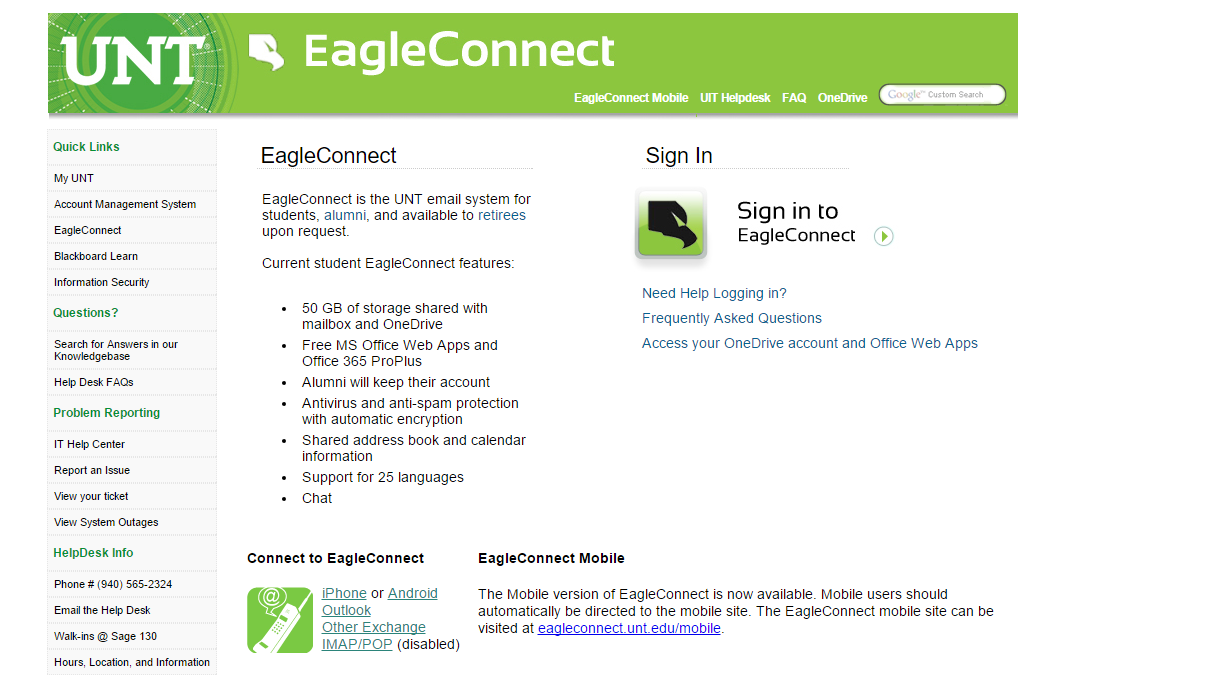 UNT®
EagleConnect
EagleConnect Mobile UIT Helpdesk FAQ OneDrive Google™ Custom Search
Quick Links
My UNT
Account Management System
EagleConnect
Blackboard Learn
Information Security
Questions?
Search for Answers in our
Knowledgebase
Help Desk FAQs
Problem Reporting
IT Help Center
Report an Issue
View your ticket
View System Outages
HelpDesk Info
Phone # (940) 565-2324
Email the Help Desk
Walk-ins @ Sage 130
Hours, Location, and Information
EagleConnect
EagleConnect is the UNT email system for
students, alumni, and available to retirees
upon request.
Current student EagleConnect features:
• 50 GB of storage shared with
mailbox and OneDrive
• Free MS Office Web Apps and
Office 365 ProPlus
• Alumni will keep their account
• Antivirus and anti-spam protection
with automatic encryption
• Shared address book and calendar
information
• Support for 25 languages
• Chat
Sign In
Sign in to
EagleConnect
Need Help Logging in?
Frequently Asked Questions
Access your OneDrive account and Office Web Apps
Connect to EagleConnect
@
iPhone or Android
Outlook
Other Exchange
IMAP/POP (disabled)
EagleConnect Mobile
The Mobile version of EagleConnect is now available. Mobile users should
automatically be directed to the mobile site. The EagleConnect mobile site can be
visited at eagleconnect.unt.edu/mobile.